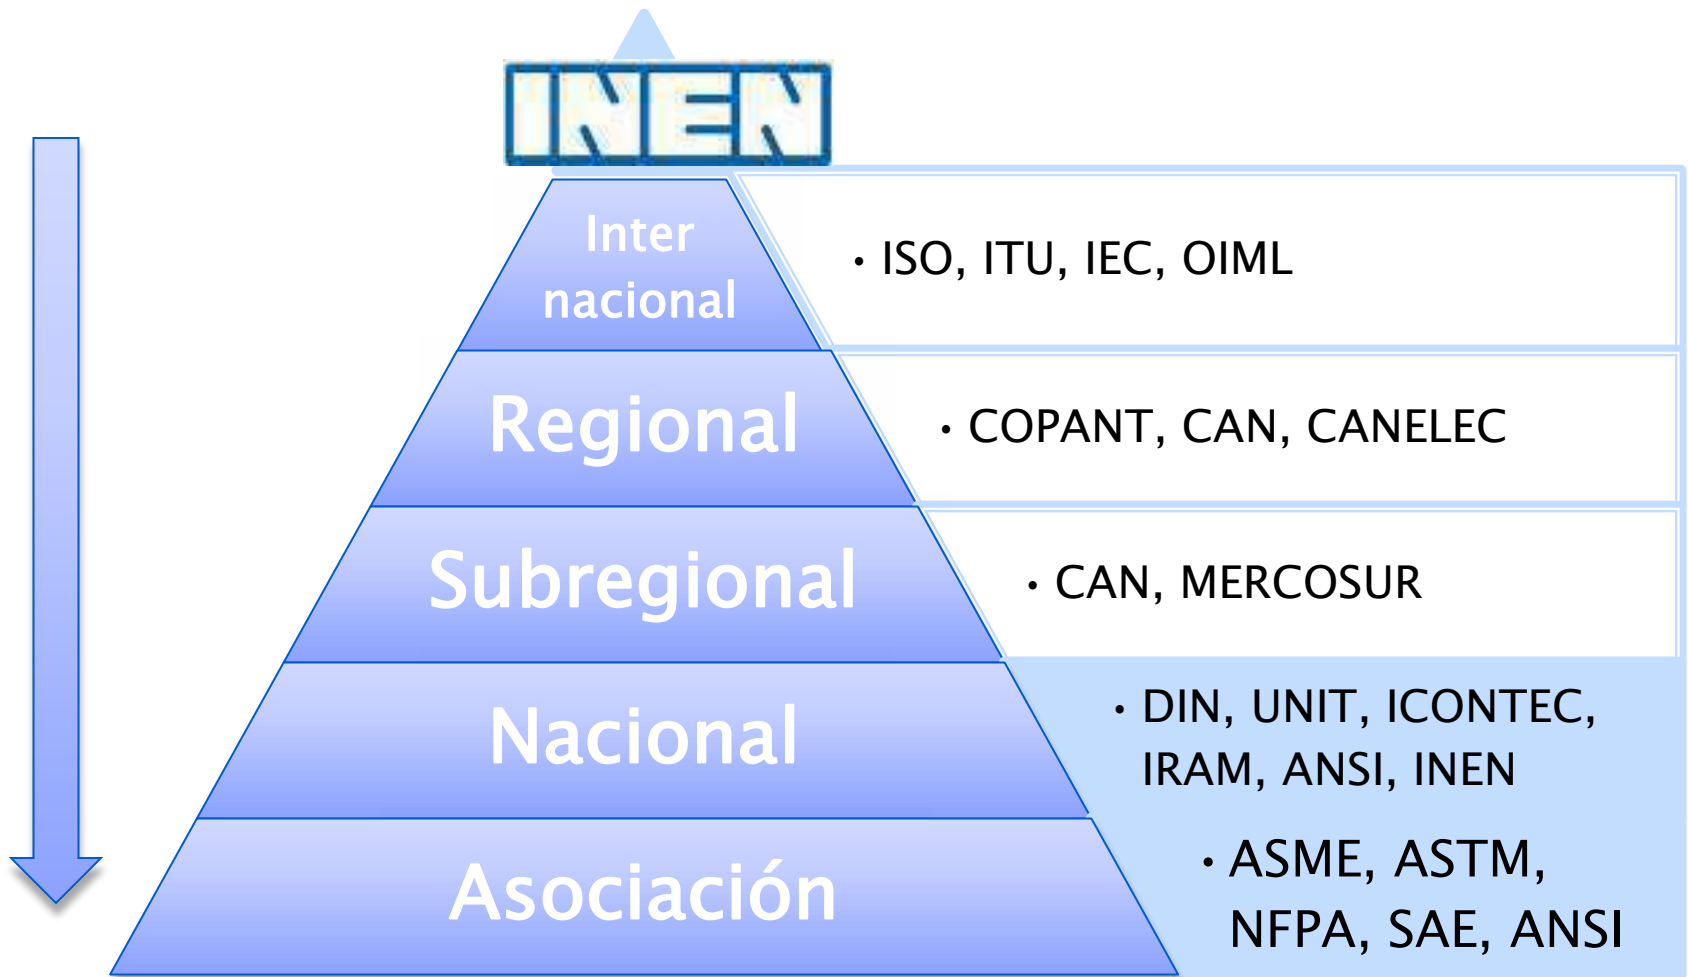 INEN
Inter
nacional
• ISO, ITU, IEC, OIML
Regional
• COPANT, CAN, CANELEC
Subregional
• CAN, MERCOSUR
Nacional
• DIN, UNIT, ICONTEC,
IRAM, ANSI, INEN
Asociación
• ASME, ASTM,
NFPA, SAE, ANSI